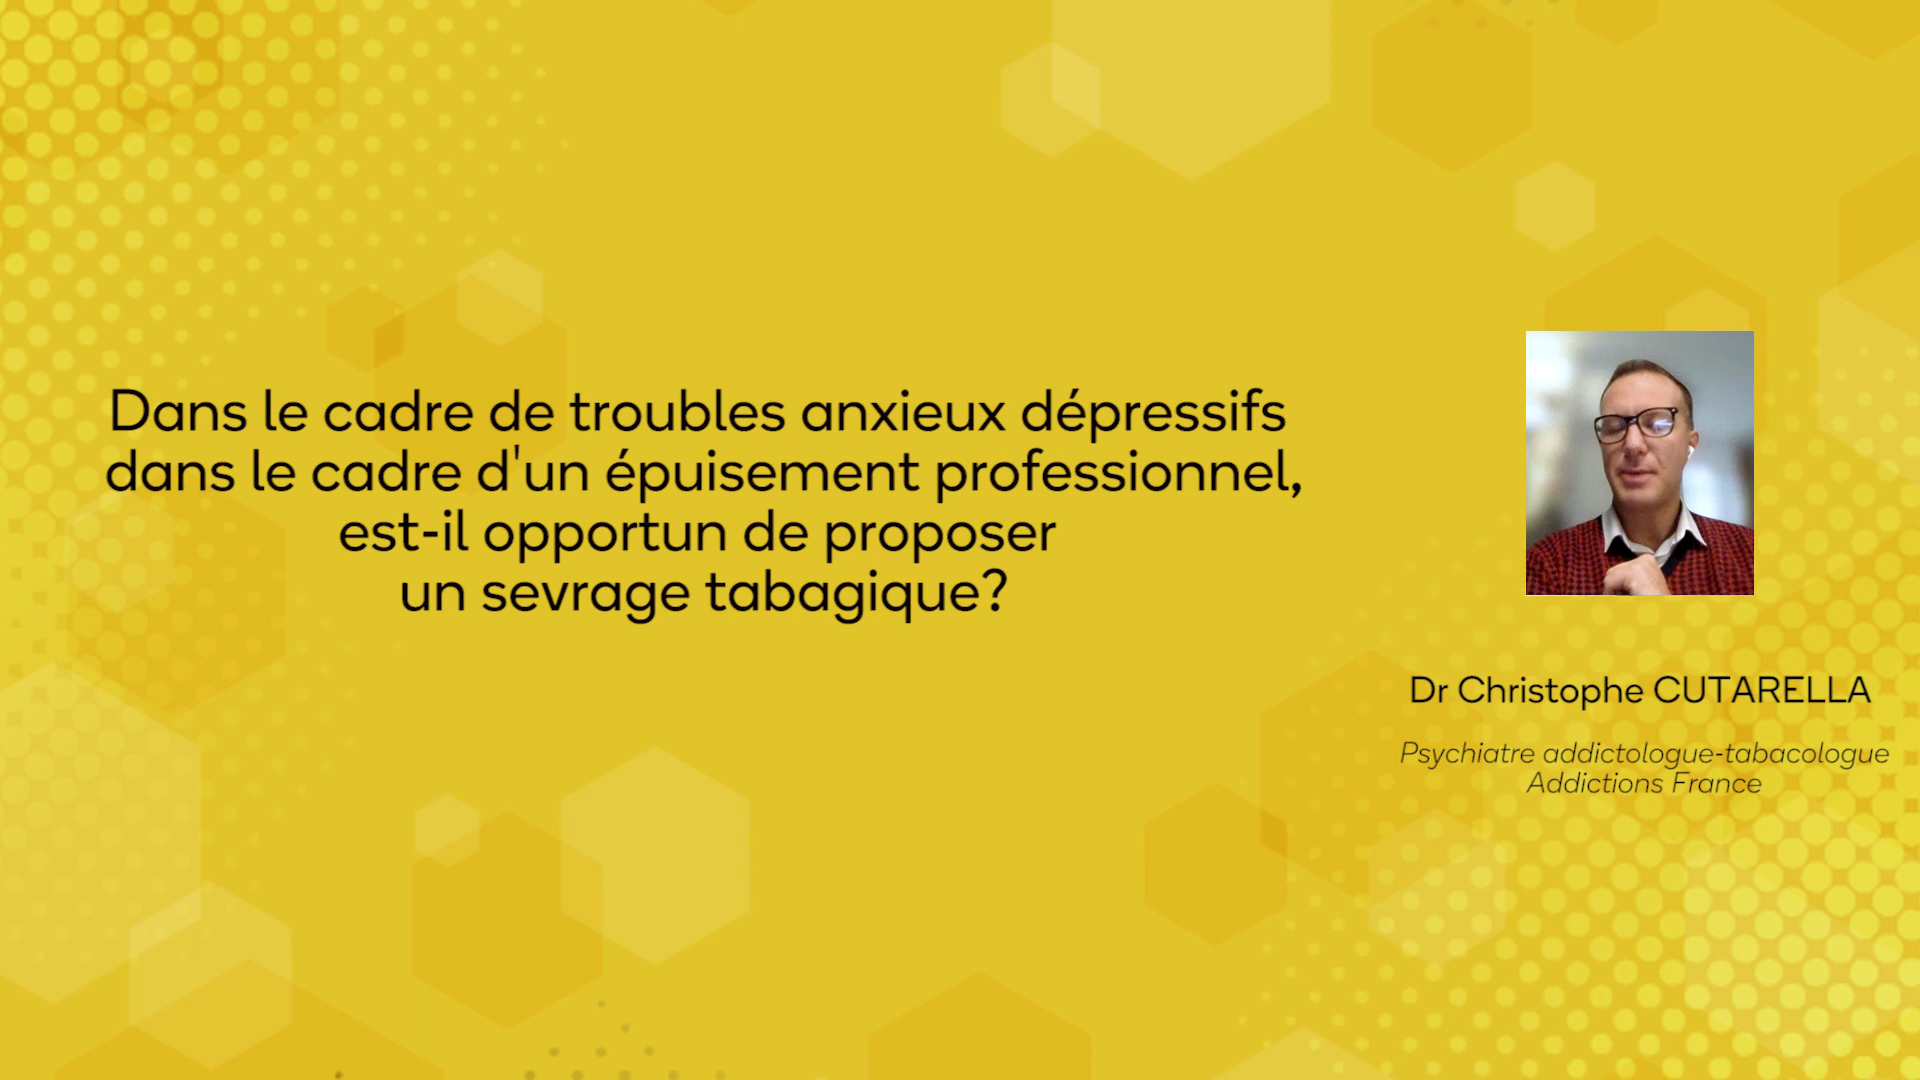 Dans le cadre de troubles anxieux dépressifs
dans le cadre d'un épuisement professionnel,
est-il opportun de proposer
un sevrage tabagique?
Dr Christophe CUTARELLA
Psychiatre addictologue-tabacologue
Addictions France